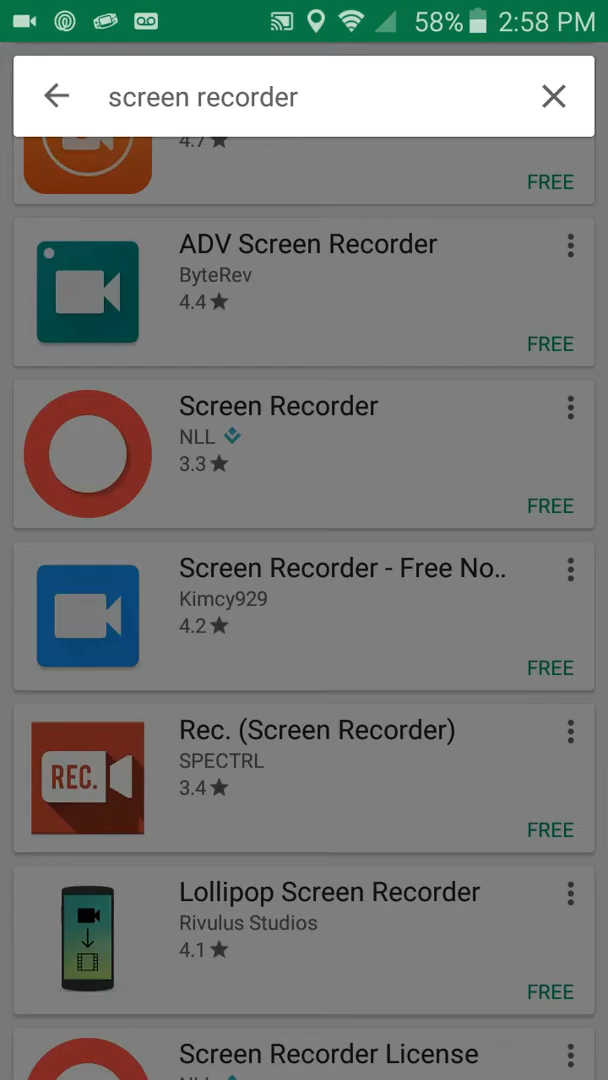 58% 2:58 PM
screen recorder
4.7
FREE
ADV Screen Recorder
ByteRev
4.4
FREE
Screen Recorder
NLL
3.3
FREE
Screen Recorder - Free No..
Kimcy929
4.2
FREE
REC.
Rec. (Screen Recorder)
SPECTRL
3.4
FREE
Lollipop Screen Recorder
Rivulus Studios
4.1
FREE
Screen Recorder License
NLL